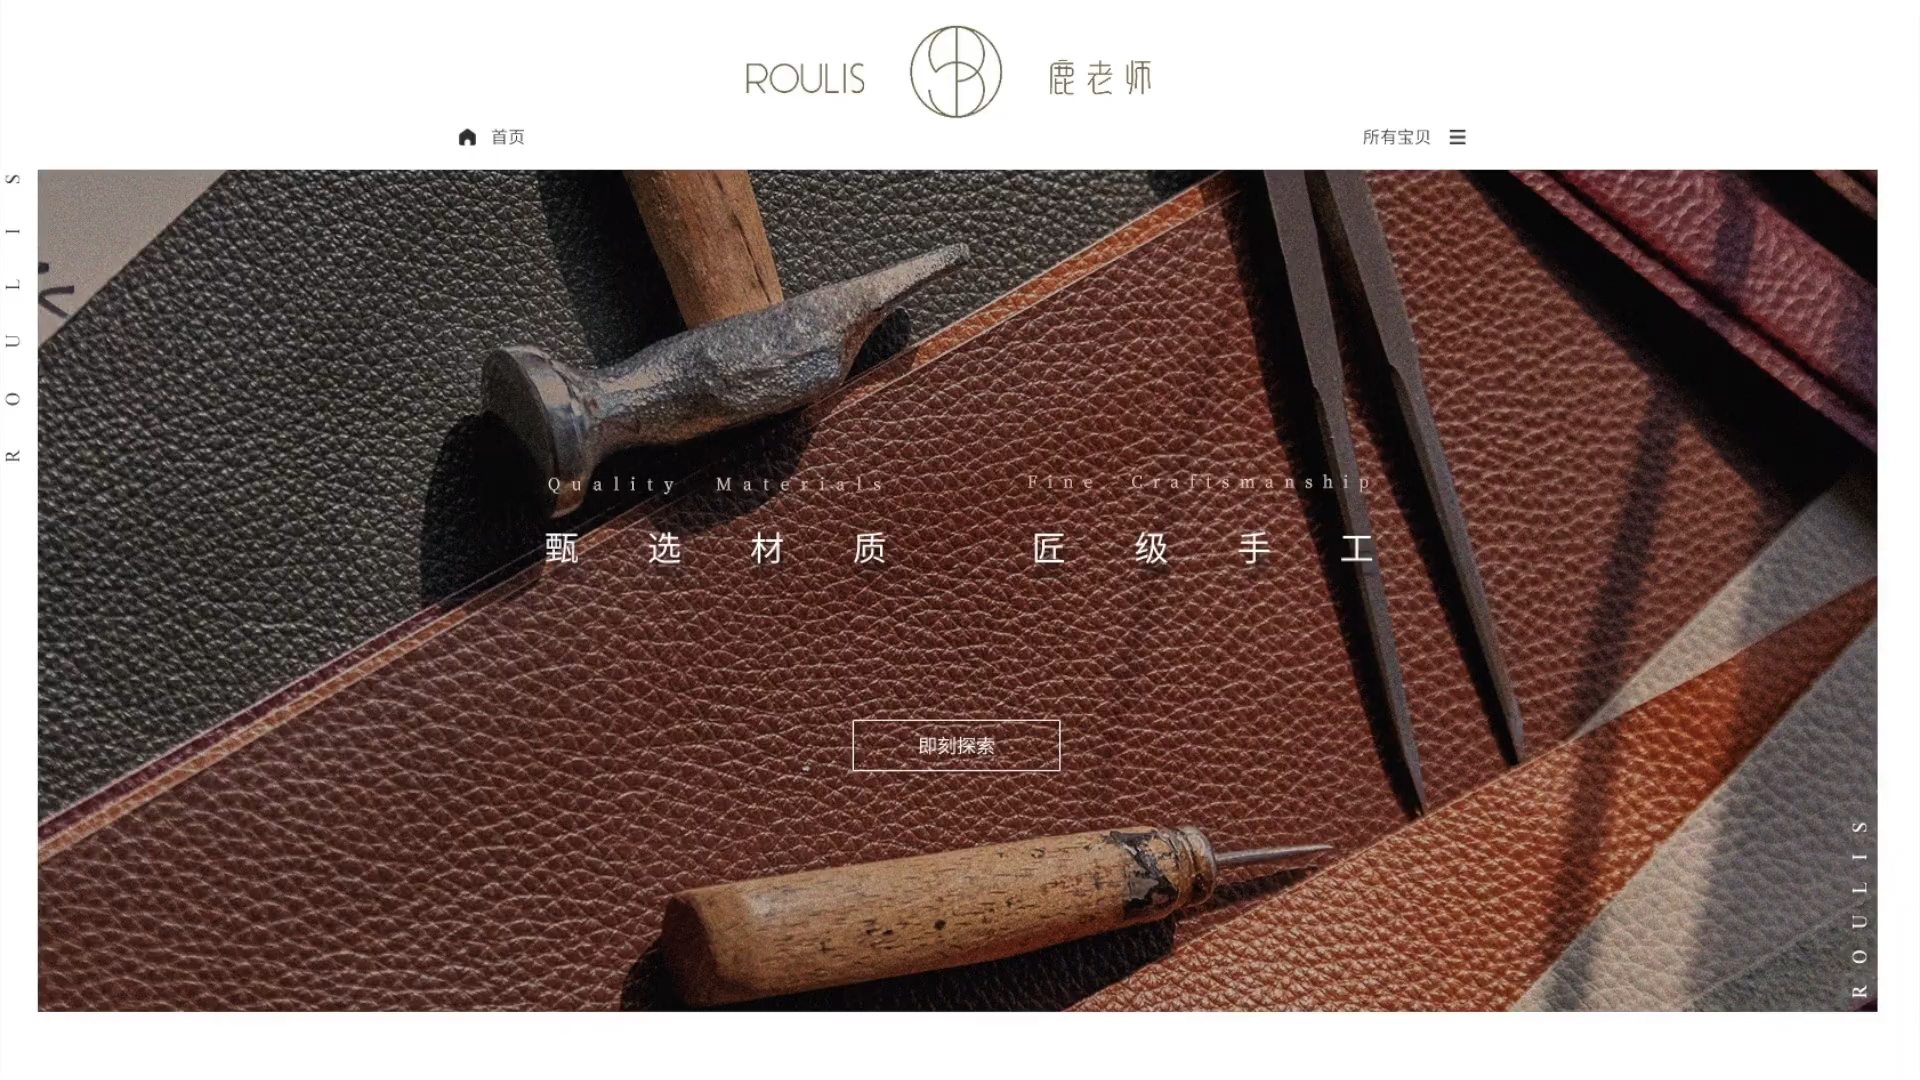 ROULIS 鹿老师
首页 所有宝贝
ROULIS
Quality Materials Fine Craftsmanship
甄选材质 匠级手工
即刻探索
ROULIS